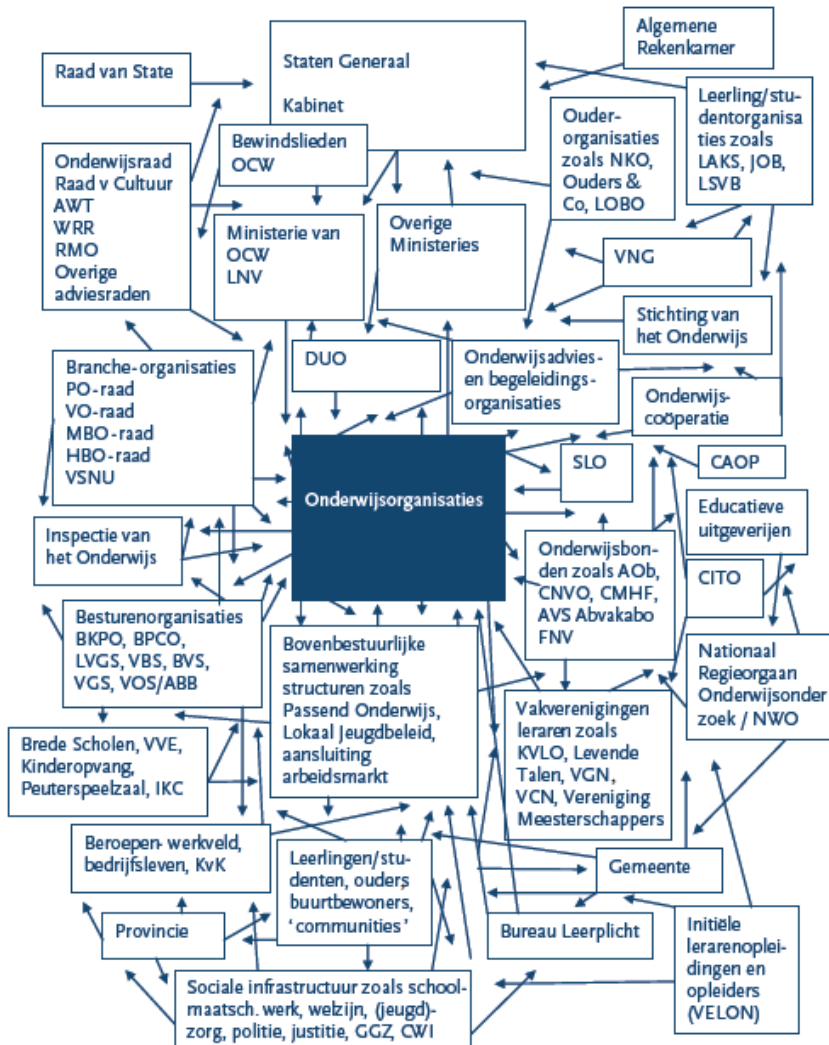 Raad van State
Staten Generaal
Kabinet
Algemene
Rekenkamer
Bewindslieden
OCW
Ouder-
organisaties
zoals NKO,
Ouders &
Co, LOBO
Leerling/stu
dentorganisa
ties zoals
LAKS, JOB,
LSVB
Onderwijsraad
Raad v Cultuur
AWT
WRR
RMO
Overige
adviesraden
Ministerie van
OCW
LNV
Overige
Ministeries
VNG
Stichting van
het Onderwijs
Branche-organisaties
PO-raad
VO-raad
MBO-raad
HBO-raad
VSNU
DUO
Onderwijsadvies-
en begeleidings-
organisaties
Onderwijs-
coöperatie
Onderwijsorganisaties
SLO
CAOP
Inspectie van
het Onderwijs
Educatieve
uitgeverijen
Onderwijsbon-
den zoals AOb,
CNVO, CMHF,
AVS Abvakabo
FNV
CITO
Besturenorganisaties
BKPO, BPCO,
LVGS, VBS, BVS,
VGS, VOS/ABB
Bovenbestuurlijke
samenwerking
structuren zoals
Passend Onderwijs,
Lokaal Jeugdbeleid,
aansluiting
arbeidsmarkt
Nationaal
Regieorgaan
Onderwijsonder
zoek / NWO
Vakverenigingen
leraren zoals
KVLO, Levende
Talen, VGN,
VCN, Vereniging
Meesterschappers
Brede Scholen, VVE,
Kinderopvang,
Peuterspeelzaal, IKC
Beroepen- werkveld,
bedrijfsleven, KvK
Leerlingen/stu-
denten, ouders,
buurtbewoners,
‘communities’
Gemeente
Provincie
Bureau Leerplicht
Initiële
lerarenoplei-
dingen en
opleiders
(VELON)
Sociale infrastructuur zoals school-
maatsch. werk, welzijn, (jeugd)-
zorg, politie, justitie, GGZ, CWI